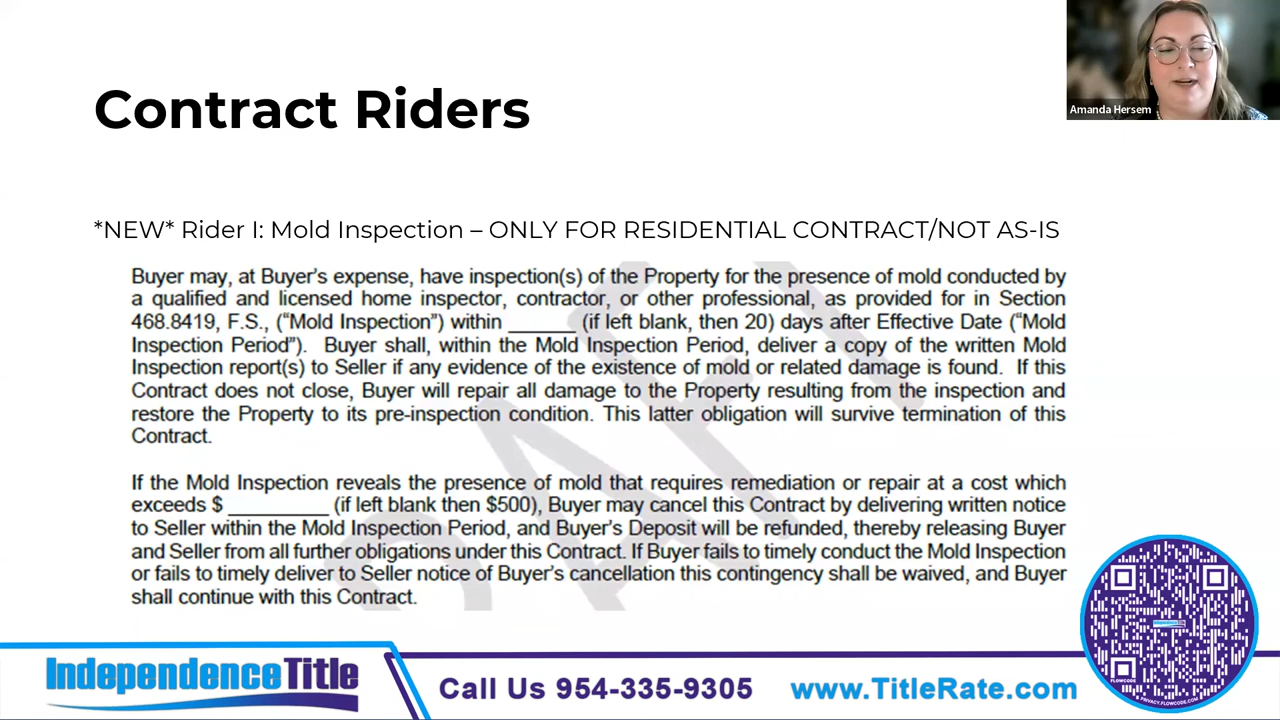 Contract Riders
Amanda Hersem
*NEW* Rider I: Mold Inspection – ONLY FOR RESIDENTIAL CONTRACT/NOT AS-IS
Buyer may, at Buyer's expense, have inspection(s) of the Property for the presence of mold conducted by
a qualified and licensed home inspector, contractor, or other professional, as provided for in Section
468.8419, F.S., ("Mold Inspection") within ______ (if left blank, then 20) days after Effective Date ("Mold
Inspection Period"). Buyer shall, within the Mold Inspection Period, deliver a copy of the written Mold
Inspection report(s) to Seller if any evidence of the existence of mold or related damage is found. If this
Contract does not close, Buyer will repair all damage to the Property resulting from the inspection and
restore the Property to its pre-inspection condition. This latter obligation will survive termination of this
Contract.
If the Mold Inspection reveals the presence of mold that requires remediation or repair at a cost which
exceeds $ _________ (if left blank then $500), Buyer may cancel this Contract by delivering written notice
to Seller within the Mold Inspection Period, and Buyer's Deposit will be refunded, thereby releasing Buyer
and Seller from all further obligations under this Contract. If Buyer fails to timely conduct the Mold Inspection
or fails to timely deliver to Seller notice of Buyer's cancellation this contingency shall be waived, and Buyer
shall continue with this Contract.
IndependenceTitle
Call Us 954-335-9305
www.TitleRate.com
FLOWCODE
PRIVACY.FLOWCODE.COM